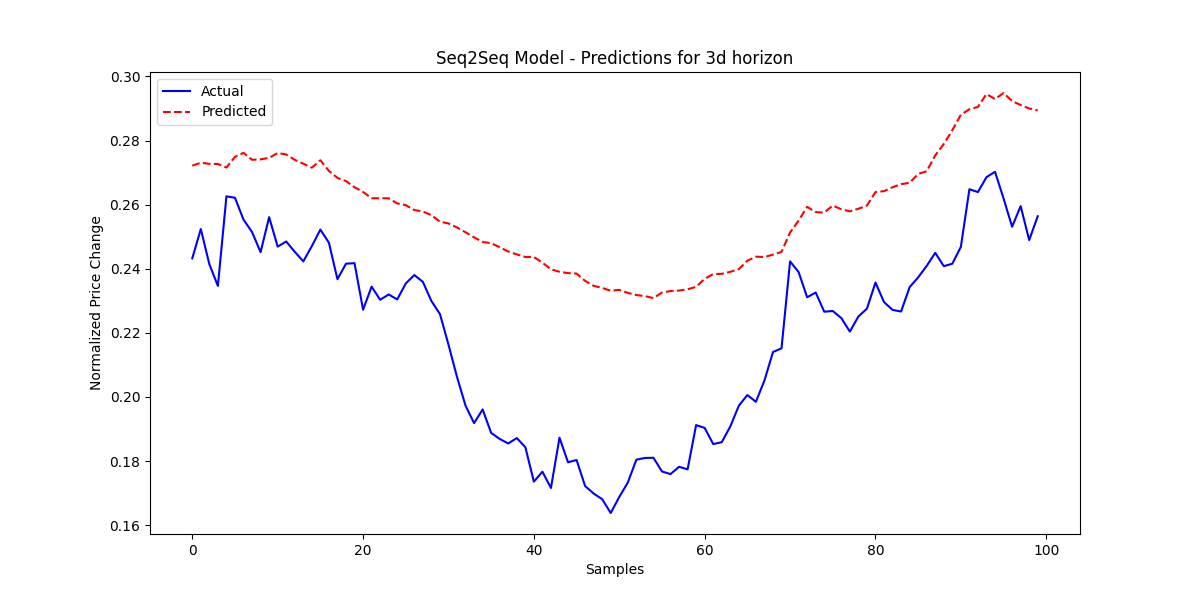 Seq2Seq Model - Predictions for 3d horizon
Actual
Predicted
Normalized Price Change
0.30
0.28
0.26
0.24
0.22
0.20
0.18
0.16
0 20 40 60 80 100
Samples